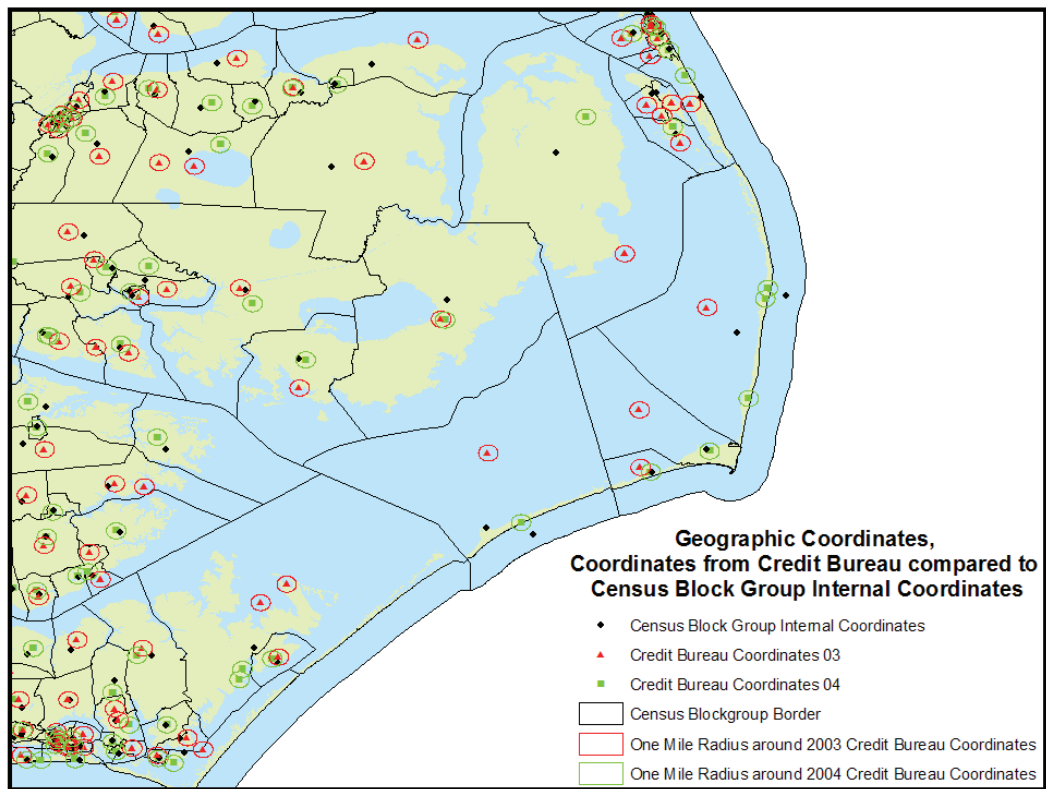 Geographic Coordinates,
Coordinates from Credit Bureau compared to
Census Block Group Internal Coordinates
Census Block Group Internal Coordinates
Credit Bureau Coordinates 03
Credit Bureau Coordinates 04
Census Blockgroup Border
One Mile Radius around 2003 Credit Bureau Coordinates
One Mile Radius around 2004 Credit Bureau Coordinates